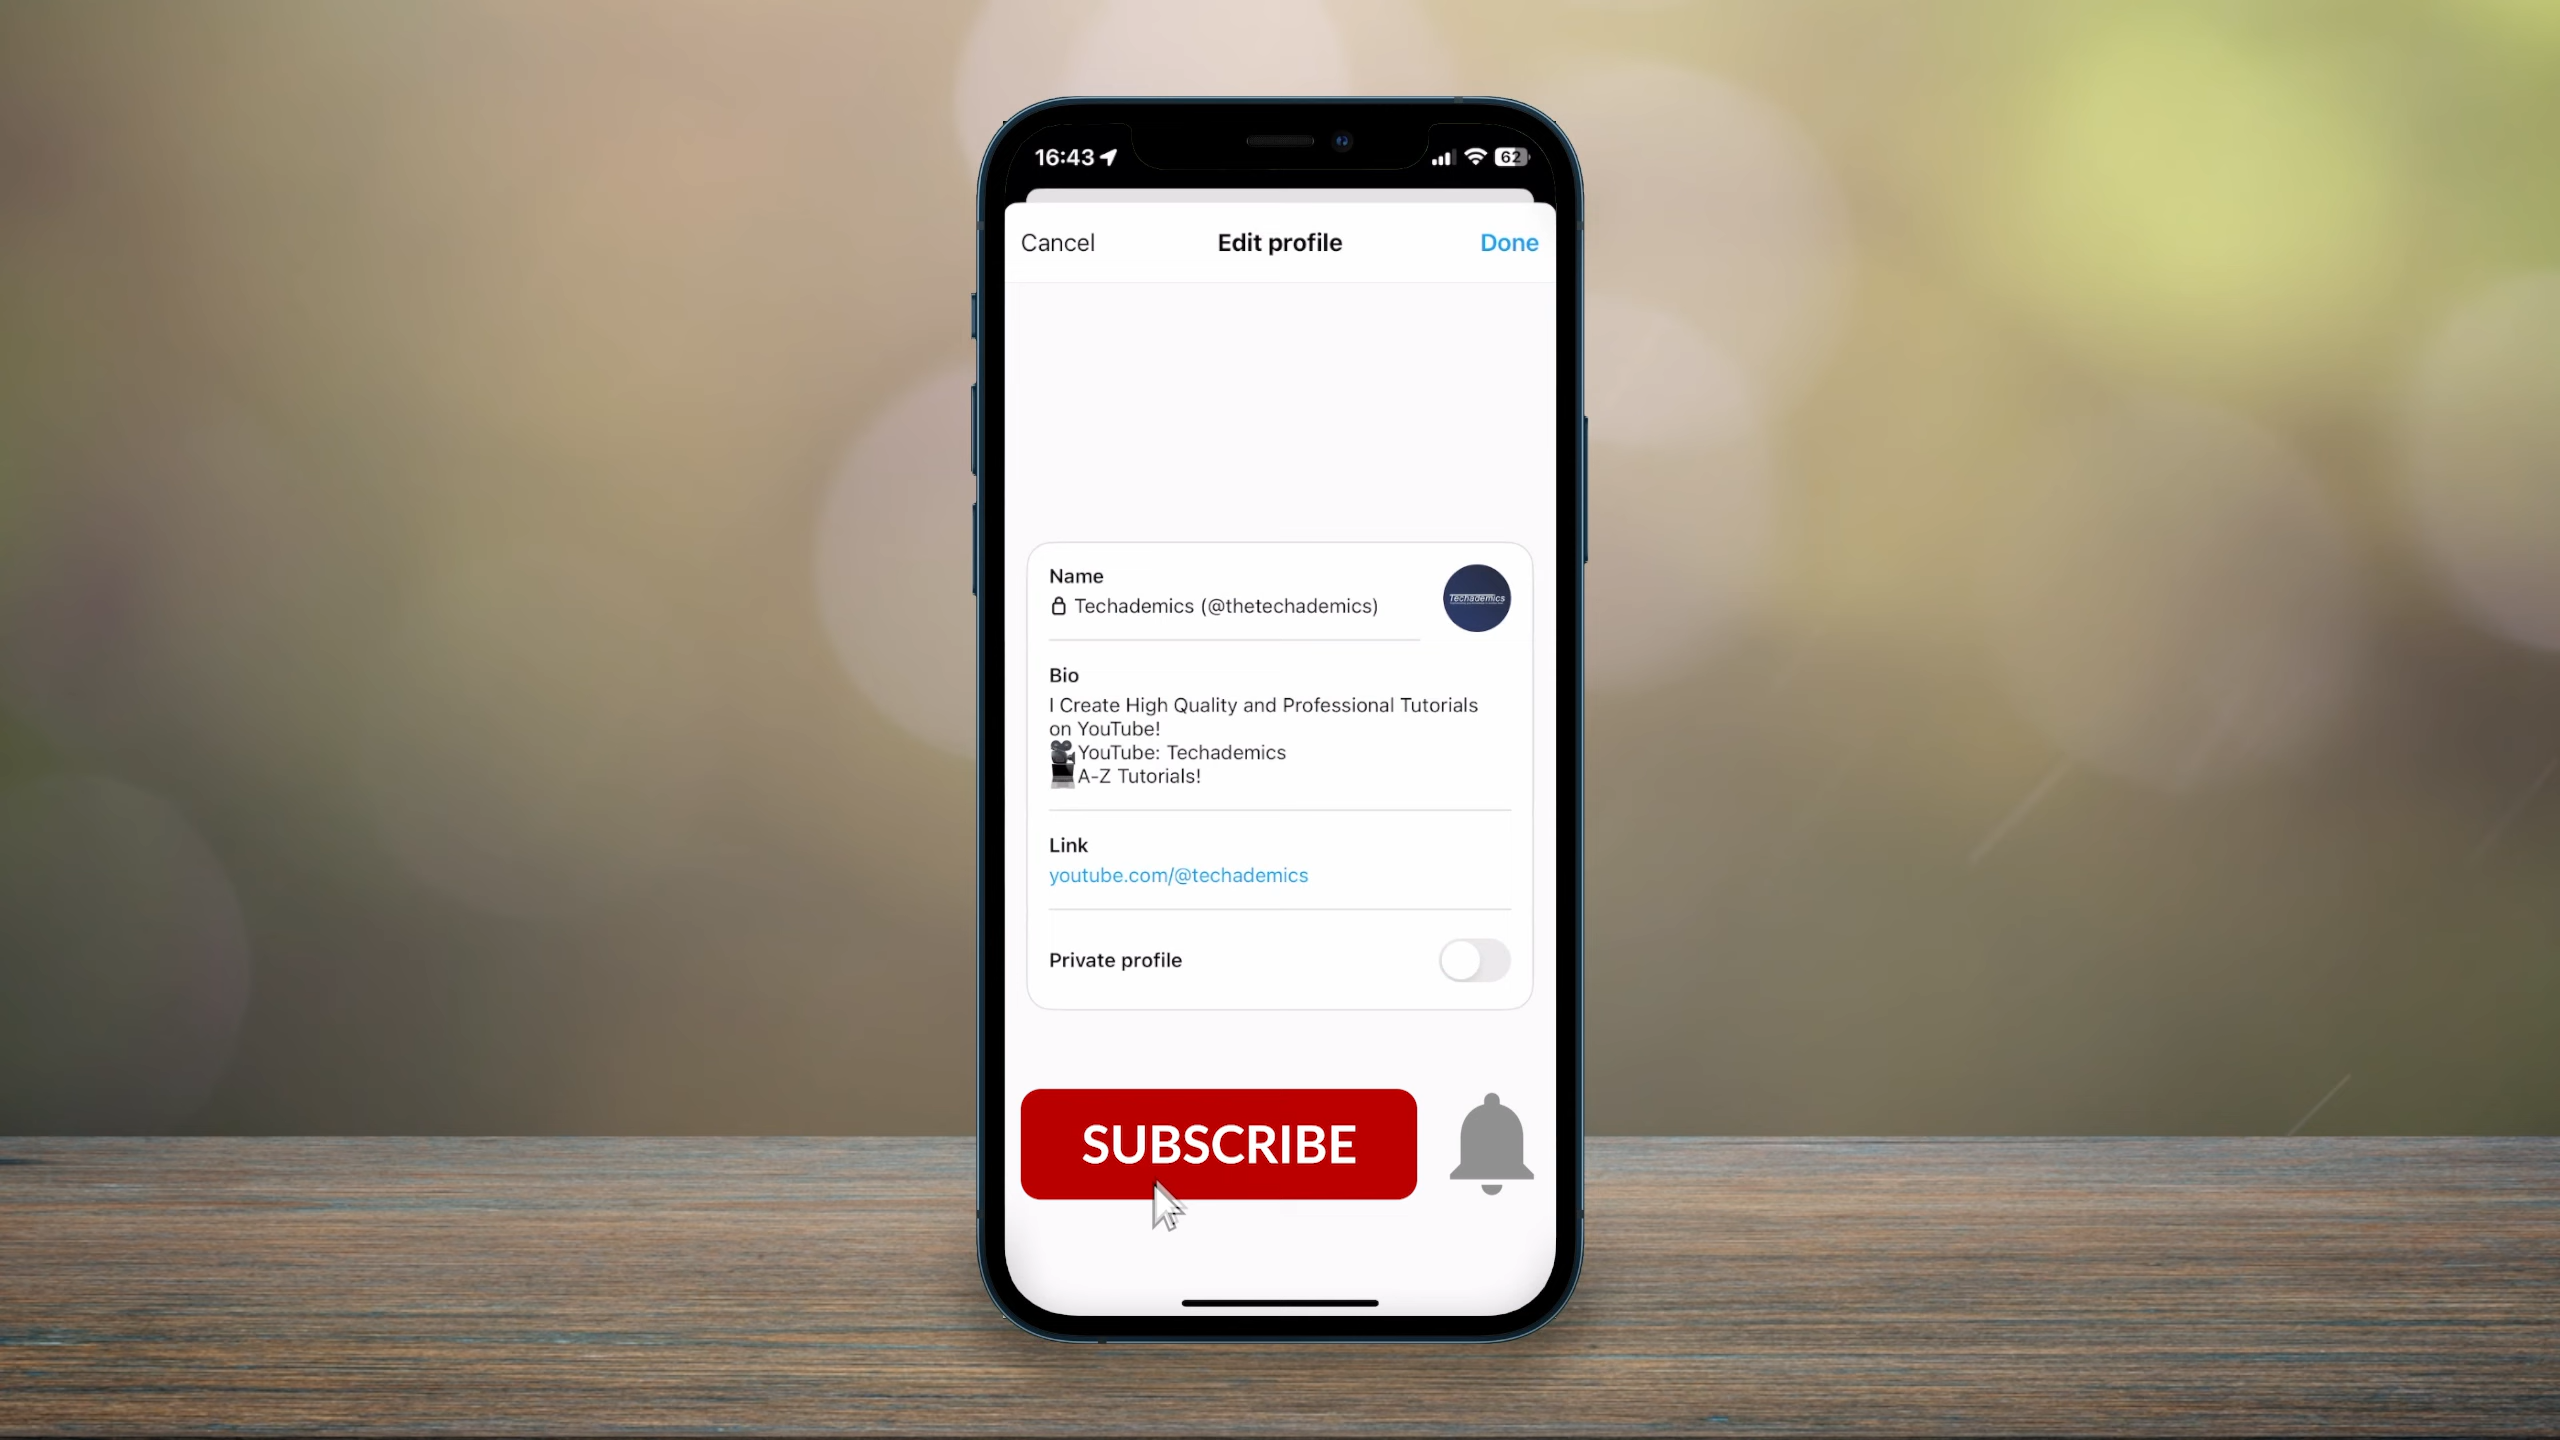 16:43
62
Cancel
Edit profile
Done
Name
Techademics (@thetechademics)
Techademics
Bio
I Create High Quality and Professional Tutorials
on YouTube!
YouTube: Techademics
A-Z Tutorials!
Link
youtube.com/@techademics
Private profile
SUBSCRIBE